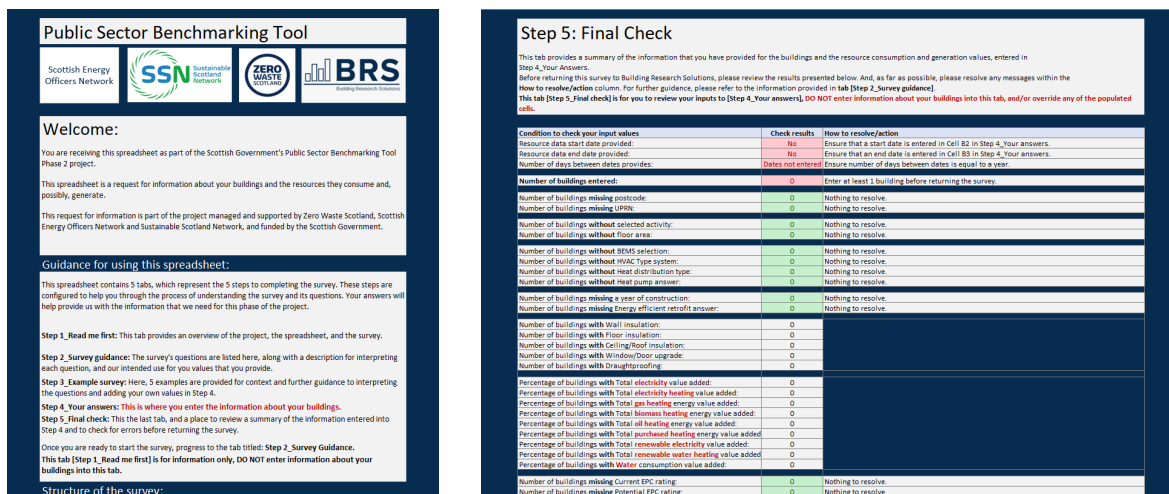 Public Sector Benchmarking Tool
Scottish Energy
Officers Network
SSN Sustainable
Scotland
Network
ZERO
WASTE
SCOTLAND
BRS
Building Research Solutions
Welcome:
You are receiving this spreadsheet as part of the Scottish Government's Public Sector Benchmarking Tool
Phase 2 project.
This spreadsheet is a request for information about your buildings and the resources they consume and,
possibly, generate.
This request for information is part of the project managed and supported by Zero Waste Scotland, Scottish
Energy Officers Network and Sustainable Scotland Network, and funded by the Scottish Government.
Guidance for using this spreadsheet:
This spreadsheet contains 5 tabs, which represent the 5 steps to completing the survey. These steps are
configured to help you through the process of understanding the survey and its questions. Your answers will
help provide us with the information that we need for this phase of the project.
Step 1_Read me first: This tab provides an overview of the project, the spreadsheet, and the survey.
Step 2_Survey guidance: The survey's questions are listed here, along with a description for interpreting
each question, and our intended use for you values that you provide.
Step 3_Example survey: Here, 5 examples are provided for context and further guidance to interpreting
the questions and adding your own values in Step 4.
Step 4_Your answers: This is where you enter the information about your buildings.
Step 5_Final check: This the last tab, and a place to review a summary of the information entered into
Step 4 and to check for errors before returning the survey.
Once you are ready to start the survey, progress to the tab titled: Step 2_Survey Guidance.
This tab [Step 1_Read me first] is for information only, DO NOT enter information about your
buildings into this tab.
Structure of the survey:
Step 5: Final Check
This tab provides a summary of the information that you have provided for the buildings and the resource consumption and generation values, entered in
Step 4_Your Answers.
Before returning this survey to Building Research Solutions, please review the results presented below. And, as far as possible, please resolve any messages within the
How to resolve/action column. For further guidance, please refer to the information provided in tab [Step 2_Survey guidance].
This tab [Step 5_Final check] is for you to review your inputs to [Step 4_Your answers], DO NOT enter information about your buildings into this tab, and/or override any of the populated
cells.
Condition to check your input values Check results How to resolve/action
Resource data start date provided: No Ensure that a start date is entered in Cell B2 in Step 4_Your answers.
Resource data end date provided: No Ensure that an end date is entered in Cell B3 in Step 4_Your answers.
Number of days between dates provides: Dates not entered Ensure number of days between dates is equal to a year.
Number of buildings entered: 0 Enter at least 1 building before returning the survey.
Number of buildings missing postcode: 0 Nothing to resolve.
Number of buildings missing UPRN: 0 Nothing to resolve.
Number of buildings without selected activity: 0 Nothing to resolve.
Number of buildings without floor area: 0 Nothing to resolve.
Number of buildings without BEMS selection: 0 Nothing to resolve.
Number of buildings without HVAC Type system: 0 Nothing to resolve.
Number of buildings without Heat distribution type: 0 Nothing to resolve.
Number of buildings without Heat pump answer: 0 Nothing to resolve.
Number of buildings missing a year of construction: 0 Nothing to resolve.
Number of buildings missing Energy efficient retrofit answer: 0 Nothing to resolve.
Number of buildings with Wall insulation: 0
Number of buildings with Floor insulation: 0
Number of buildings with Ceiling/Roof insulation: 0
Number of buildings with Window/Door upgrade: 0
Number of buildings with Draughtproofing: 0
Percentage of buildings with Total electricity value added: 0
Percentage of buildings with Total electricity heating value added: 0
Percentage of buildings with Total gas heating energy value added: 0
Percentage of buildings with Total biomass heating energy value added: 0
Percentage of buildings with Total oil heating energy value added: 0
Percentage of buildings with Total purchased heating energy value added 0
Percentage of buildings with Total renewable electricity value added: 0
Percentage of buildings with Total renewable water heating value added 0
Percentage of buildings with Water consumption value added: 0
Number of buildings missing Current EPC rating: 0 Nothing to resolve.
Number of buildings missing Potential EPC rating: 0 Nothing to resolve.